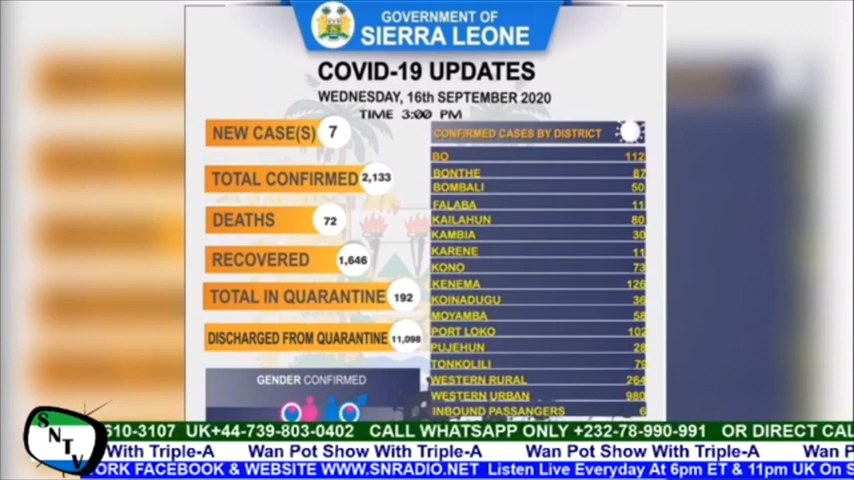 GOVERNMENT OF
SIERRA LEONE
COVID-19 UPDATES
WEDNESDAY, 16th SEPTEMBER 2020
TIME 3:00 PM
NEW CASE(S) 7
TOTAL CONFIRMED 2,133
DEATHS 72
RECOVERED 1,646
TOTAL IN QUARANTINE 192
DISCHARGED FROM QUARANTINE 11,098
GENDER CONFIRMED
CONFIRMED CASES BY DISTRICT
BO 112
BONTHE 87
BOMBALI 50
FALABA 11
KAILAHUN 80
KAMBIA 30
KARENE 11
KONO 73
KENEMA 126
KOINADUGU 36
MOYAMBA 58
PORT LOKO 102
PUJEHUN 28
TONKOLILI 79
WESTERN RURAL 264
WESTERN URBAN 980
INBOUND PASSANGERS 6
SNTV
610-3107 UK+44-739-803-0402 CALL WHATSAPP ONLY +232-78-990-991 OR DIRECT CAL
With Triple-A Wan Pot Show With Triple-A Wan Pot Show With Triple-A Wan P
ORK FACEBOOK & WEBSITE WWW.SNRADIO.NET Listen Live Everyday At 6pm ET & 11pm UK On S